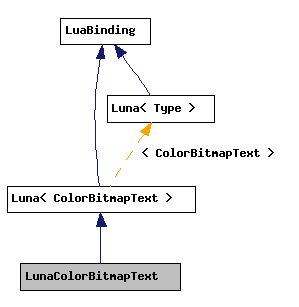 LuaBinding
Luna< Type >
< ColorBitmapText >
Luna< ColorBitmapText >
LunaColorBitmapText